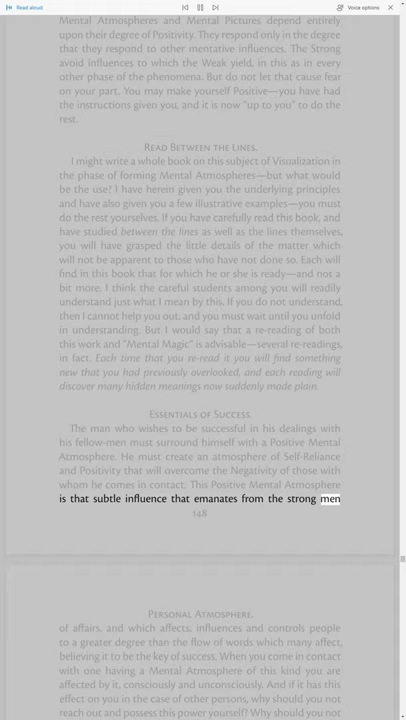 Read aloud
Voice options
Mental Atmospheres and Mental Pictures depend entirely
upon their degree of Positivity. They respond only in the degree
that they respond to other mentative influences. The Strong
avoid influences to which the Weak yield, in this as in every
other phase of the phenomena. But do not let that cause fear
on your part. You may make yourself Positive—you have had
the instructions given you, and it is now "up to you" to do the
rest.
Read Between the Lines.
I might write a whole book on this subject of Visualization in
the phase of forming Mental Atmospheres—but what would
be the use? I have herein given you the underlying principles
and have also given you a few illustrative examples—you must
do the rest yourselves. If you have carefully read this book, and
have studied between the lines as well as the lines themselves,
you will have grasped the little details of the matter which
will not be apparent to those who have not done so. Each will
find in this book that for which he or she is ready—and not a
bit more. I think the careful students among you will readily
understand just what I mean by this. If you do not understand,
then I cannot help you out, and you must wait until you unfold
in understanding. But I would say that a re-reading of both
this work and "Mental Magic" is advisable—several re-readings,
in fact. Each time that you re-read it you will find something
new that you had previously overlooked, and each reading will
discover many hidden meanings now suddenly made plain.
Essentials of Success.
The man who wishes to be successful in his dealings with
his fellow-men must surround himself with a Positive Mental
Atmosphere. He must create an atmosphere of Self-Reliance
and Positivity that will overcome the Negativity of those with
whom he comes in contact. This Positive Mental Atmosphere
is that subtle influence that emanates from the strong men
148
Personal Atmosphere.
of affairs, and which affects, influences and controls people
to a greater degree than the flow of words which many affect,
believing it to be the key of success. When you come in contact
with one having a Mental Atmosphere of this kind you are
affected by it, consciously and unconsciously. And if it has this
effect on you in the case of other persons, why should you not
reach out and possess this power yourself? Why should you not